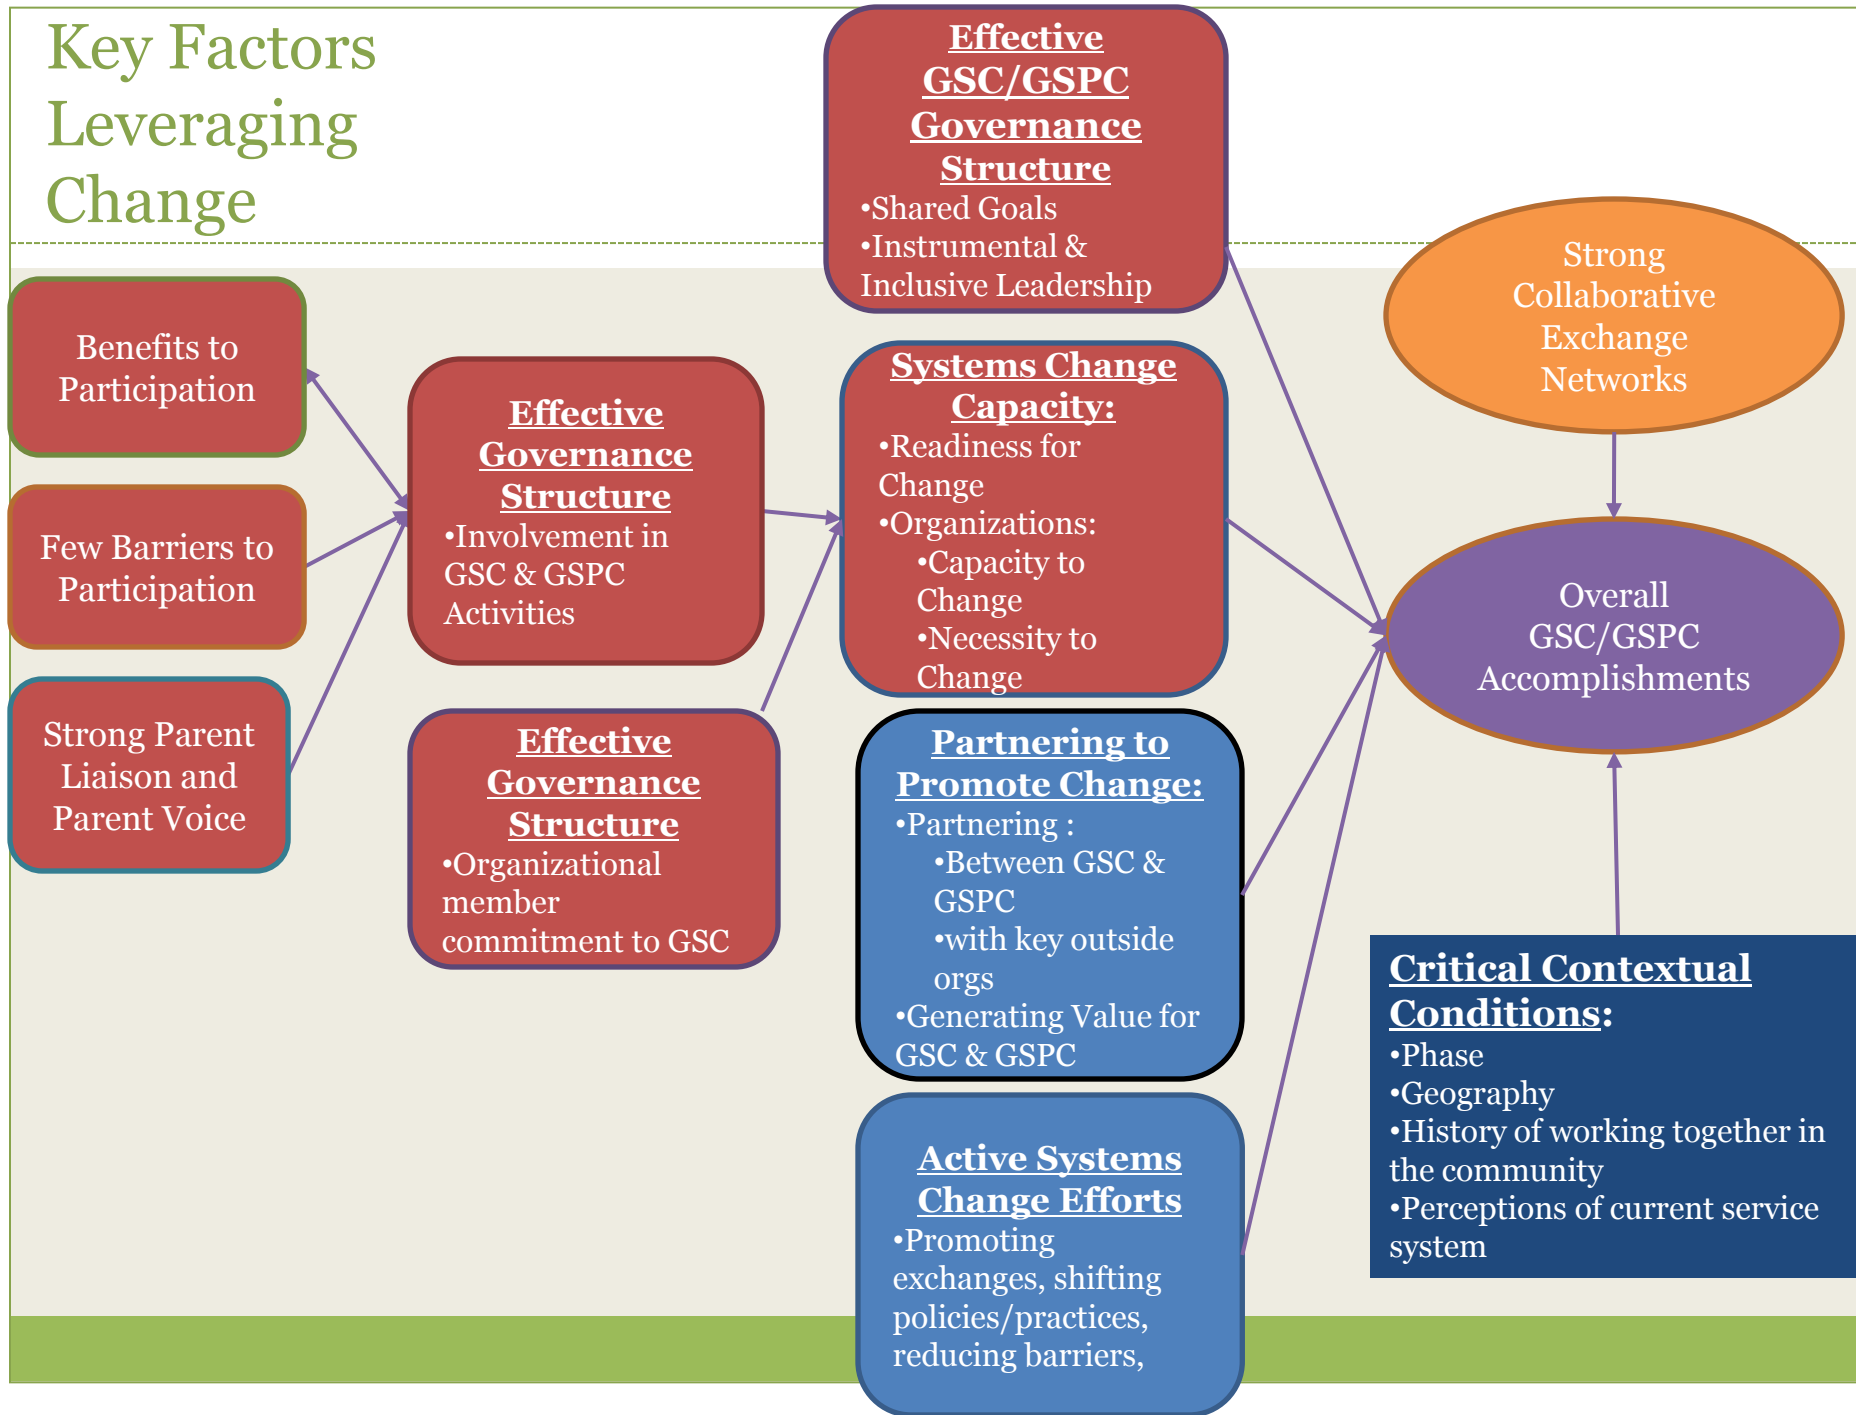 Key Factors
Leveraging
Change
Effective
GSC/GSPC
Governance
Structure
•Shared Goals
•Instrumental &
Inclusive Leadership
Strong
Collaborative
Exchange
Networks
Benefits to
Participation
Few Barriers to
Participation
Strong Parent
Liaison and
Parent Voice
Effective
Governance
Structure
•Involvement in
GSC & GSPC
Activities
Effective
Governance
Structure
•Organizational
member
commitment to GSC
Systems Change
Capacity:
•Readiness for
Change
•Organizations:
•Capacity to
Change
•Necessity to
Change
Partnering to
Promote Change:
•Partnering :
•Between GSC &
GSPC
•with key outside
orgs
•Generating Value for
GSC & GSPC
Active Systems
Change Efforts
•Promoting
exchanges, shifting
policies/practices,
reducing barriers,
Overall
GSC/GSPC
Accomplishments
Critical Contextual
Conditions:
•Phase
•Geography
•History of working together in
the community
•Perceptions of current service
system